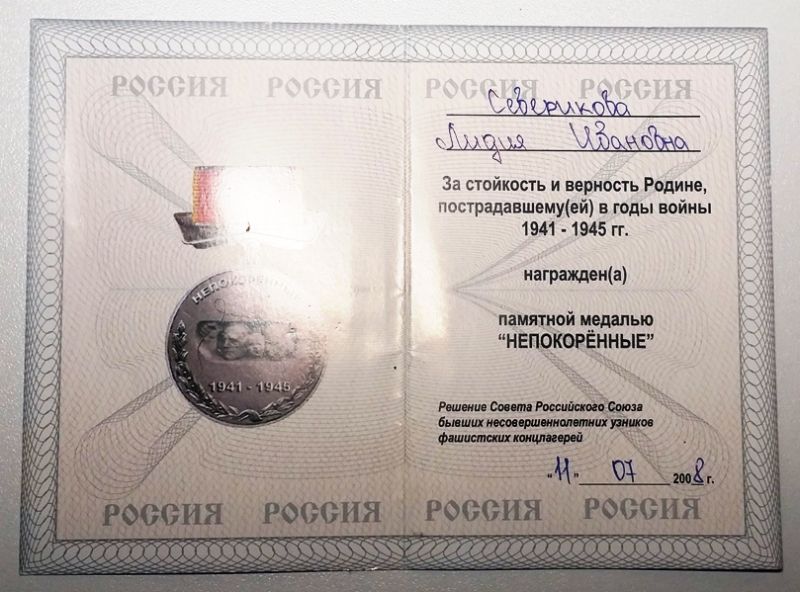 РОССИЯ РОССИЯ
НЕПОКОРЁННЫЕ
1941 - 1945
РОССИЯ РОССИЯ
РОССИЯ РОССИЯ
Северикова
Лидия Ивановна
За стойкость и верность Родине,
пострадавшему(ей) в годы войны
1941 - 1945 гг.
награжден(а)
памятной медалью
“НЕПОКОРЁННЫЕ”
Решение Совета Российского Союза
бывших несовершеннолетних узников
фашистских концлагерей
"11" 07 2008 г.
РОССИЯ РОССИЯ